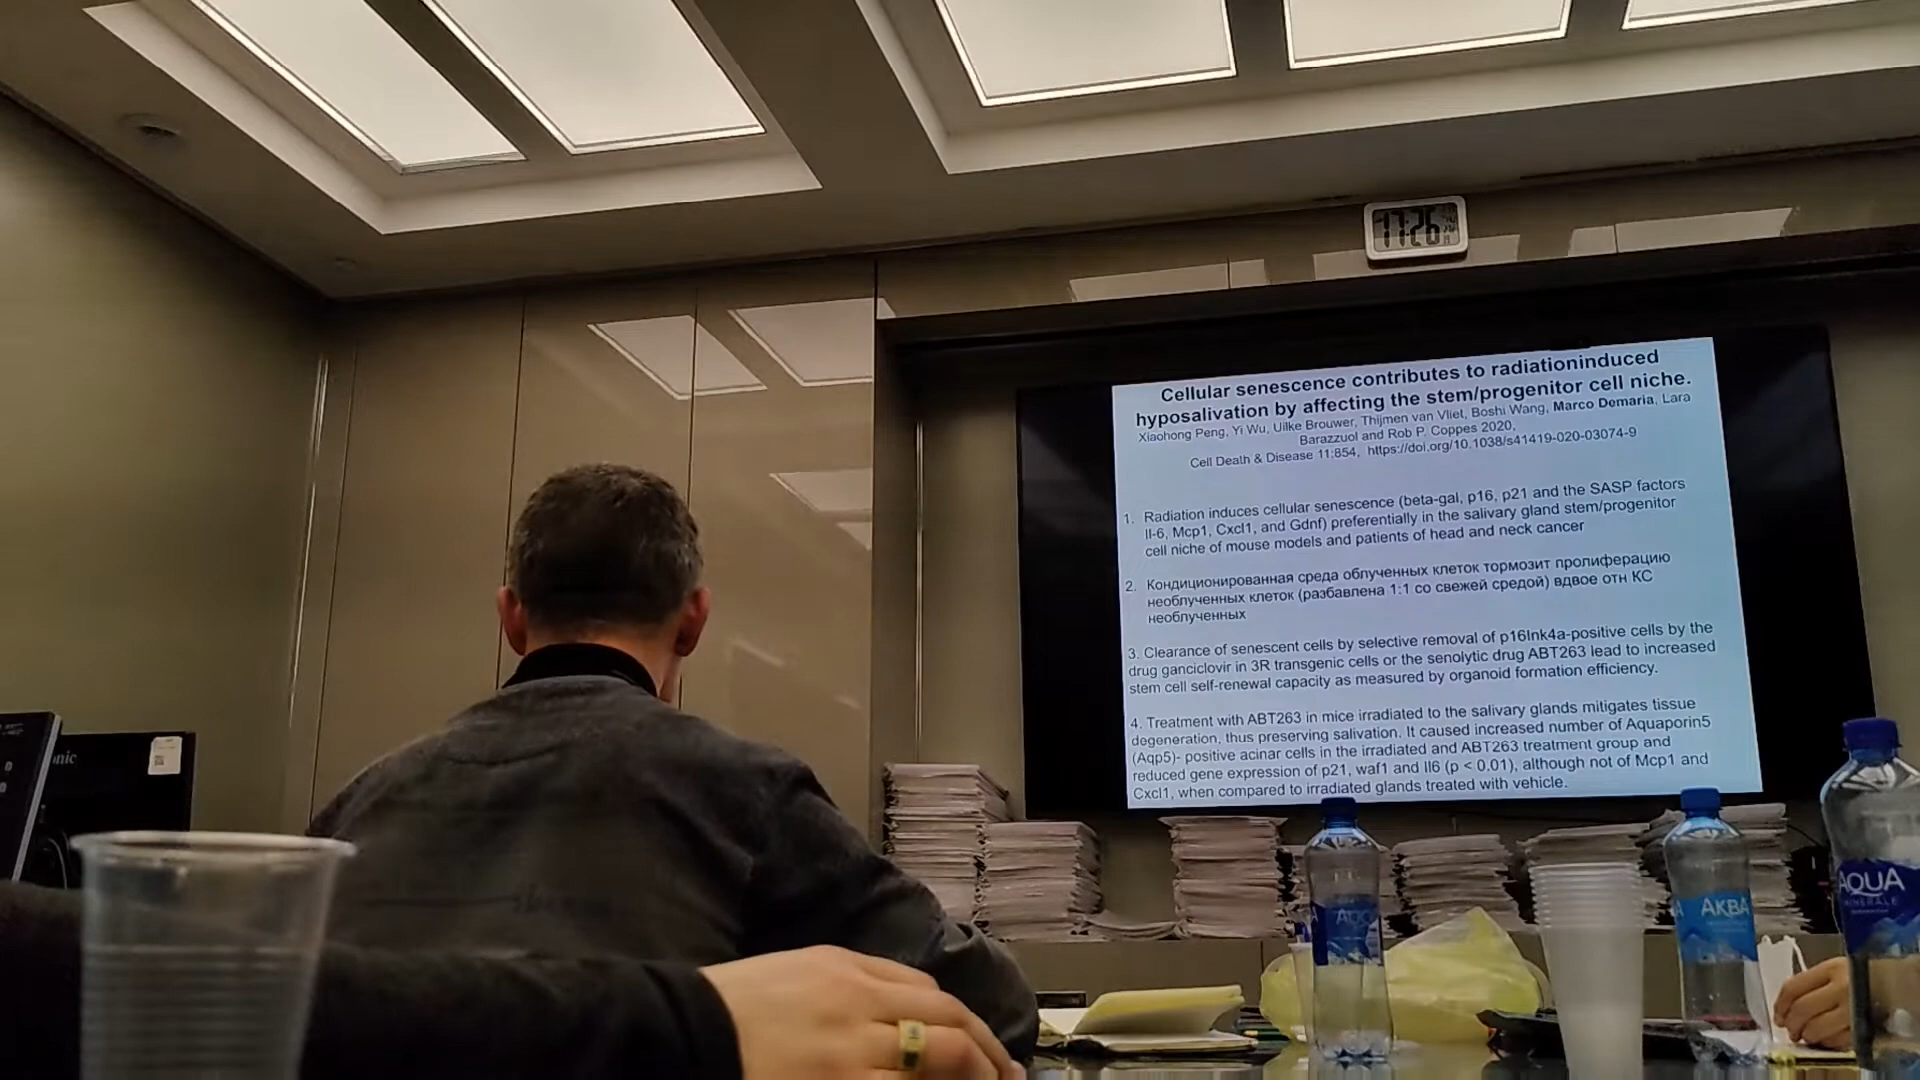 17:26
Cellular senescence contributes to radiationinduced
hyposalivation by affecting the stem/progenitor cell niche.
Xiaohong Peng, Yi Wu, Uilke Brouwer, Thijmen van Vliet, Boshi Wang, Marco Demaria, Lara
Barazzuol and Rob P. Coppes 2020,
Cell Death & Disease 11:854, https://doi.org/10.1038/s41419-020-03074-9
1. Radiation induces cellular senescence (beta-gal, p16, p21 and the SASP factors
Il-6, Mcp1, Cxcl1, and Gdnf) preferentially in the salivary gland stem/progenitor
cell niche of mouse models and patients of head and neck cancer
2. Кондиционированная среда облученных клеток тормозит пролиферацию
необлученных клеток (разбавлена 1:1 со свежей средой) вдвое отн КС
необлученных
3. Clearance of senescent cells by selective removal of p16Ink4a-positive cells by the
drug ganciclovir in 3R transgenic cells or the senolytic drug ABT263 lead to increased
stem cell self-renewal capacity as measured by organoid formation efficiency.
4. Treatment with ABT263 in mice irradiated to the salivary glands mitigates tissue
degeneration, thus preserving salivation. It caused increased number of Aquaporin5
(Aqp5)- positive acinar cells in the irradiated and ABT263 treatment group and
reduced gene expression of p21, waf1 and Il6 (p < 0.01), although not of Mcp1 and
Cxcl1, when compared to irradiated glands treated with vehicle.
nic
АКВА
AQUA
MINERALE